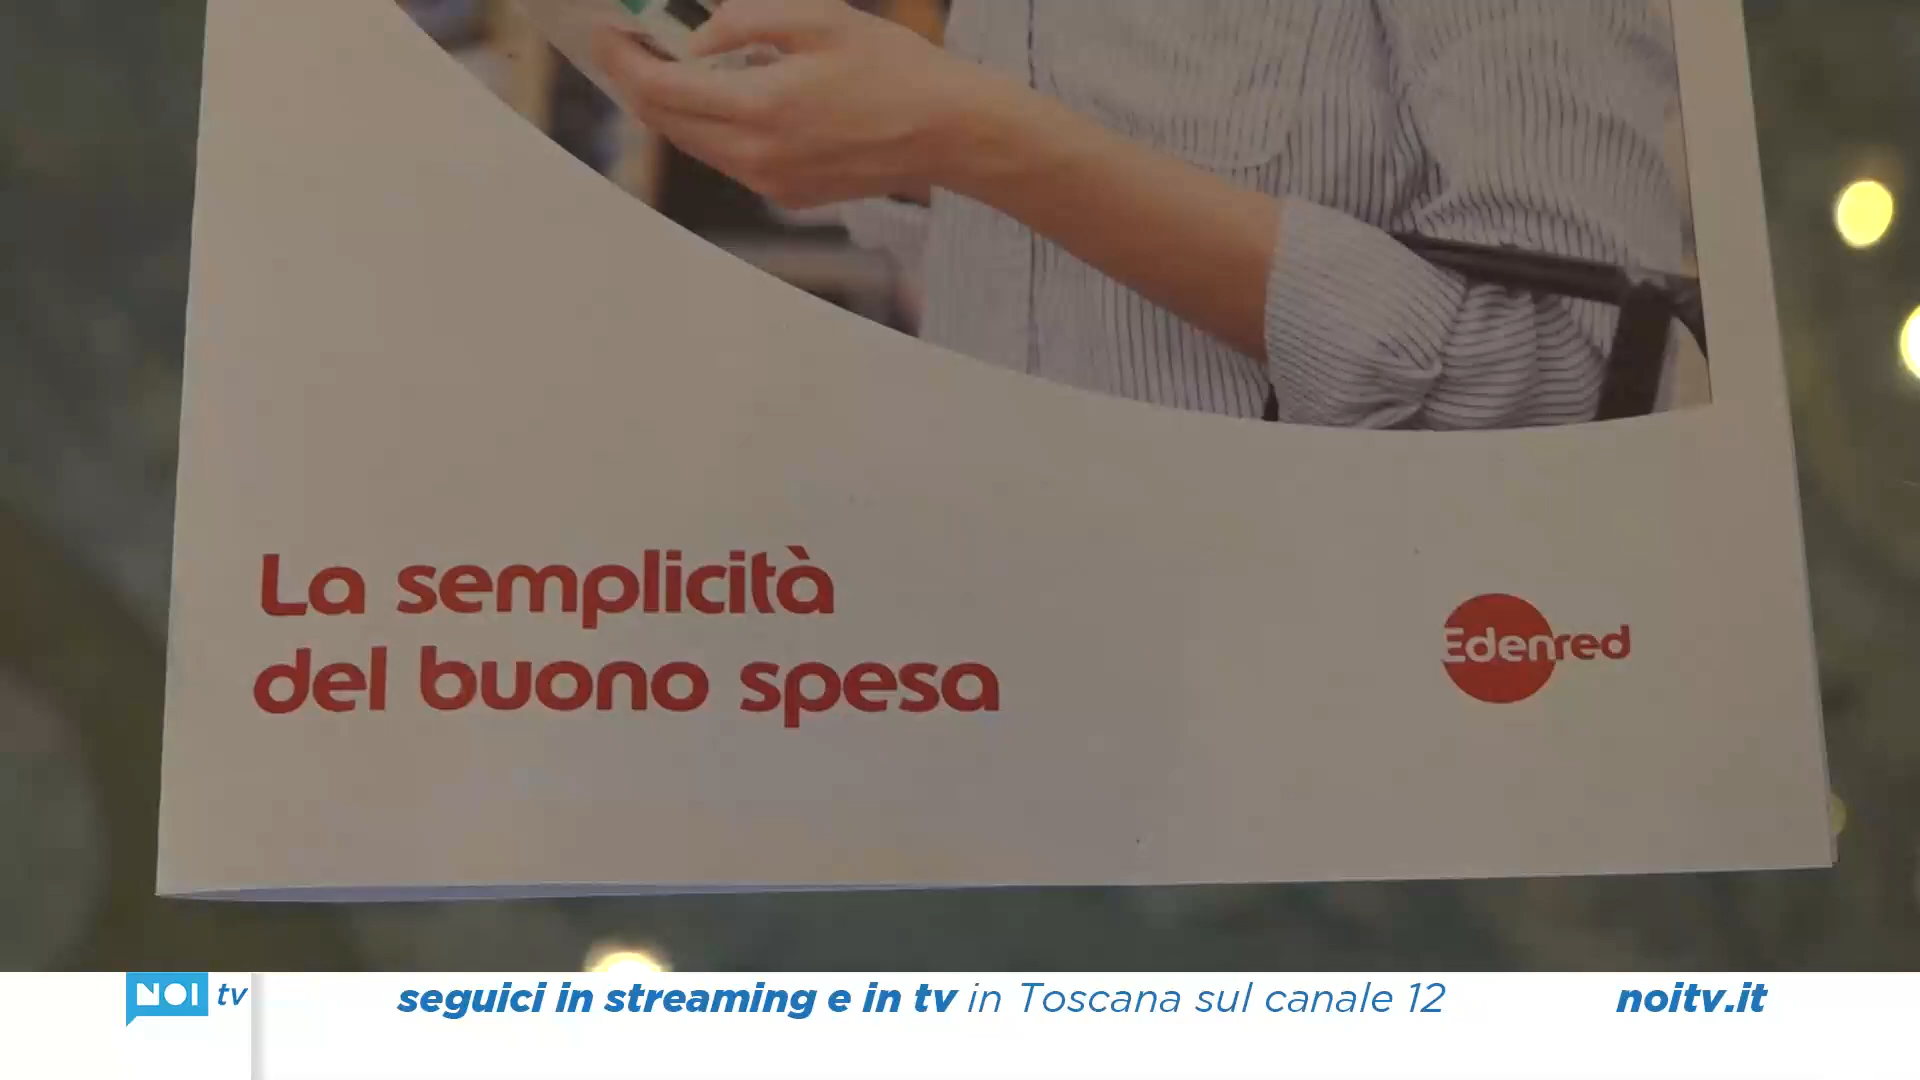 La semplicità
del buono spesa
Edenred
NOI tv
seguici in streaming e in tv in Toscana sul canale 12
noitv.it